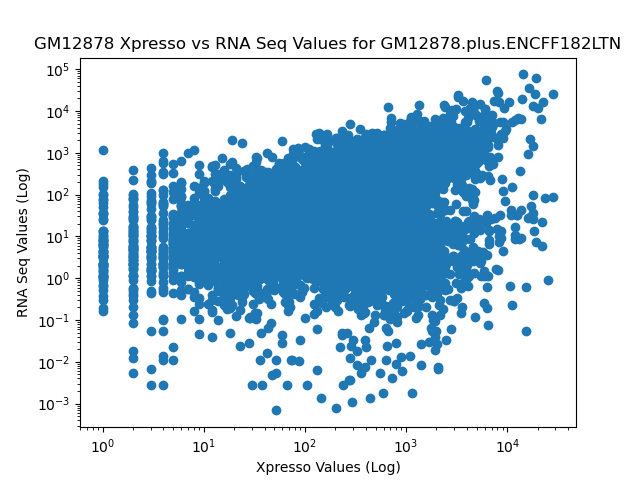 GM12878 Xpresso vs RNA Seq Values for GM12878.plus.ENCFF182LTN
RNA Seq Values (Log)
10^5
10^4
10^3
10^2
10^1
10^0
10^-1
10^-2
10^-3
10^0 10^1 10^2 10^3 10^4
Xpresso Values (Log)